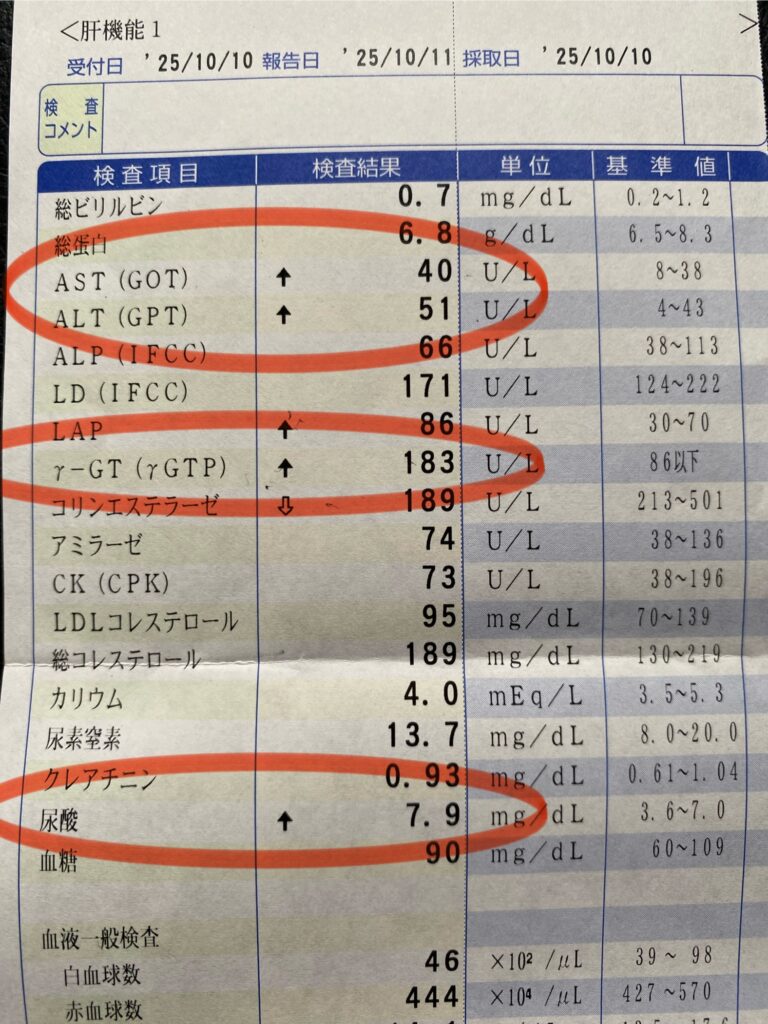 <肝機能1 >
受付日 '25/10/10 報告日 '25/10/11 採取日 '25/10/10
検査コメント
検査項目 検査結果 単位 基準値
総ビリルビン 0.7 mg/dL 0.2~1.2
総蛋白 6.8 g/dL 6.5~8.3
AST(GOT) ↑ 40 U/L 8~38
ALT(GPT) ↑ 51 U/L 4~43
ALP(IFCC) 66 U/L 38~113
LD(IFCC) 171 U/L 124~222
LAP ↑ 86 U/L 30~70
γ-GT(γGTP) ↑ 183 U/L 86以下
コリンエステラーゼ ⇩ 189 U/L 213~501
アミラーゼ 74 U/L 38~136
CK(CPK) 73 U/L 38~196
LDLコレステロール 95 mg/dL 70~139
総コレステロール 189 mg/dL 130~219
カリウム 4.0 mEq/L 3.5~5.3
尿素窒素 13.7 mg/dL 8.0~20.0
クレアチニン 0.93 mg/dL 0.61~1.04
尿酸 ↑ 7.9 mg/dL 3.6~7.0
血糖 90 mg/dL 60~109
血液一般検査
白血球数 46 ×10² /μL 39~ 98
赤血球数 444 ×10⁴ /μL 427~570